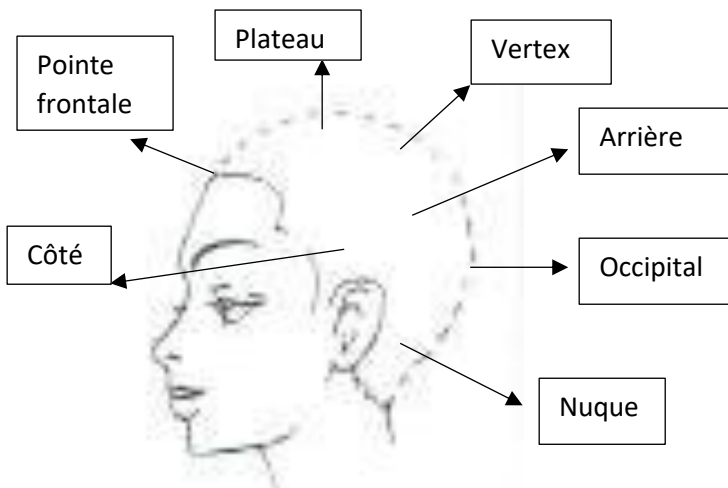 Plateau
Vertex
Pointe
frontale
Arrière
Côté
Occipital
Nuque